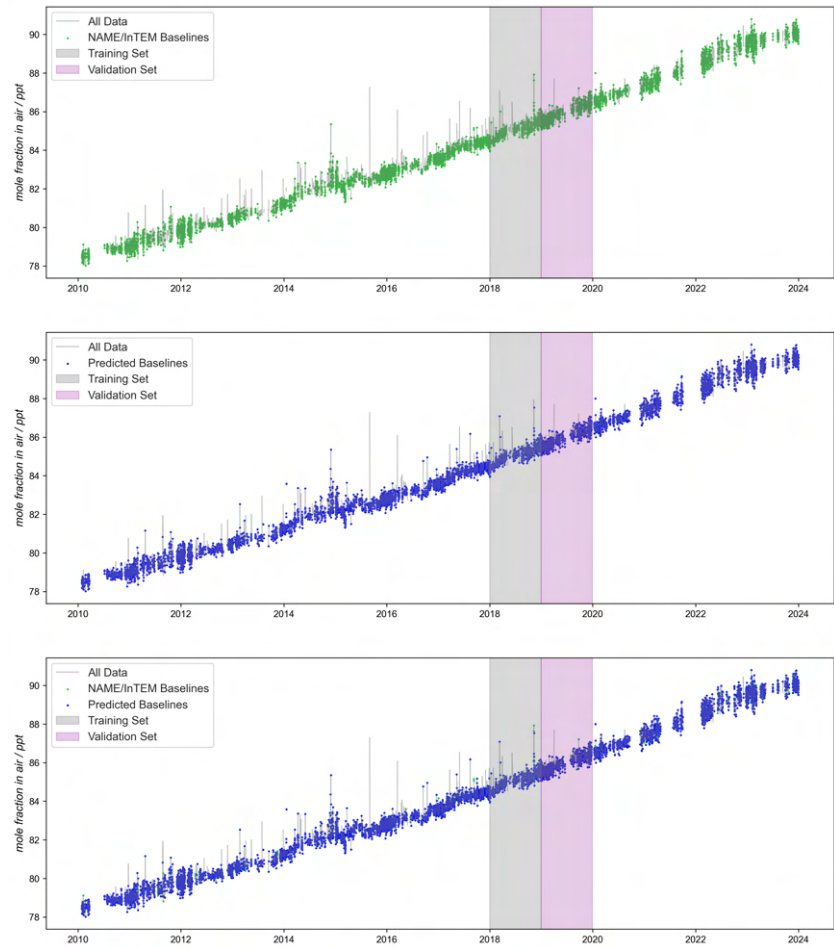 All Data
NAME/InTEM Baselines
Training Set
Validation Set
mole fraction in air / ppt
90
88
86
84
82
80
78
2010 2012 2014 2016 2018 2020 2022 2024
All Data
Predicted Baselines
Training Set
Validation Set
mole fraction in air / ppt
90
88
86
84
82
80
78
2010 2012 2014 2016 2018 2020 2022 2024
All Data
NAME/InTEM Baselines
Predicted Baselines
Training Set
Validation Set
mole fraction in air / ppt
90
88
86
84
82
80
78
2010 2012 2014 2016 2018 2020 2022 2024